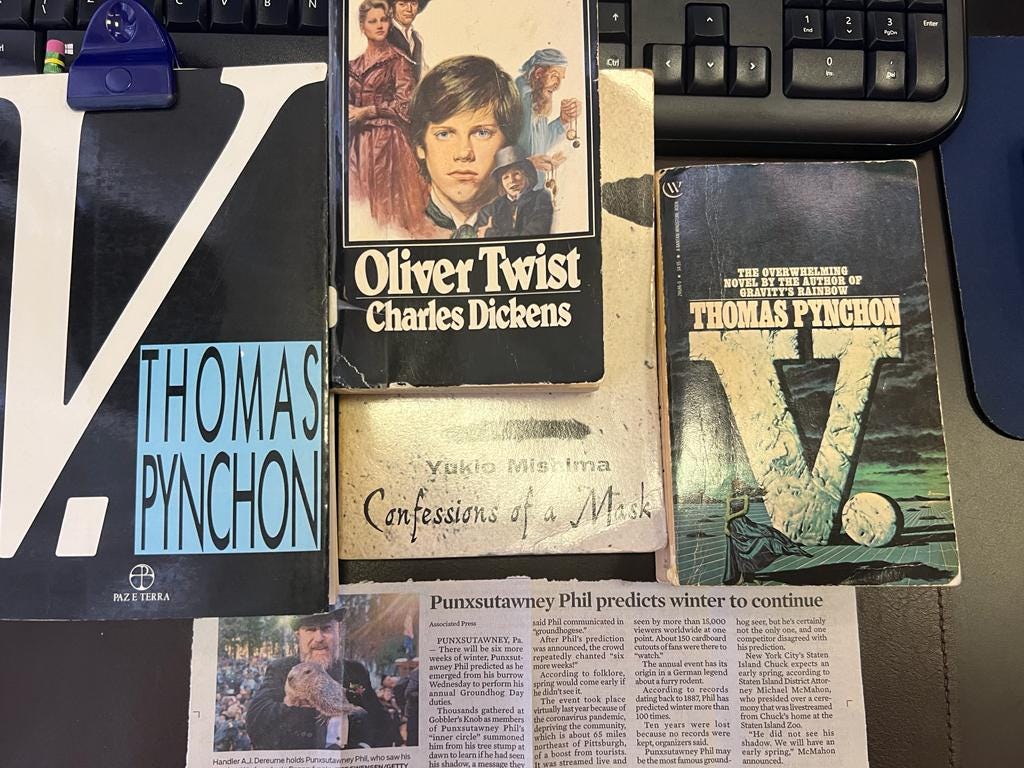 V.
THOMAS
PYNCHON
PAZ E TERRA
Oliver Twist
Charles Dickens
Yukio Mishima
Confessions of a Mask
THE OVERWHELMING
NOVEL BY THE AUTHOR OF
GRAVITY'S RAINBOW
THOMAS PYNCHON
V.
Ctrl
1
End
2
3
PgDn
Enter
0
Ins
Del
Punxsutawney Phil predicts winter to continue
Associated Press
PUNXSUTAWNEY, Pa.
— There will be six more
weeks of winter, Punxsut-
awney Phil predicted as he
emerged from his burrow
Wednesday to perform his
annual Groundhog Day
duties.
Thousands gathered at
Gobbler's Knob as members
of Punxsutawney Phil's
"inner circle" summoned
him from his tree stump at
dawn to learn if he had seen
his shadow, a message they
said Phil communicated in
"groundhogese."
After Phil's prediction
was announced, the crowd
repeatedly chanted "six
more weeks!"
According to folklore,
spring would come early if
he didn't see it.
The event took place
virtually last year because of
the coronavirus pandemic,
depriving the community,
which is about 65 miles
northeast of Pittsburgh,
of a boost from tourists.
It was streamed live and
seen by more than 15,000
viewers worldwide at one
point. About 150 cardboard
cutouts of fans were there to
"watch."
The annual event has its
origin in a German legend
about a furry rodent.
According to records
dating back to 1887, Phil has
predicted winter more than
100 times.
Ten years were lost
because no records were
kept, organizers said.
Punxsutawney Phil may
be the most famous ground-
hog seer, but he's certainly
not the only one, and one
competitor disagreed with
his prediction.
New York City's Staten
Island Chuck expects an
early spring, according to
Staten Island District Attor-
ney Michael McMahon,
who presided over a cere-
mony that was livestreamed
from Chuck's home at the
Staten Island Zoo.
"He did not see his
shadow. We will have an
early spring," McMahon
announced.
Handler A.J. Dereume holds Punxsutawney Phil, who saw his